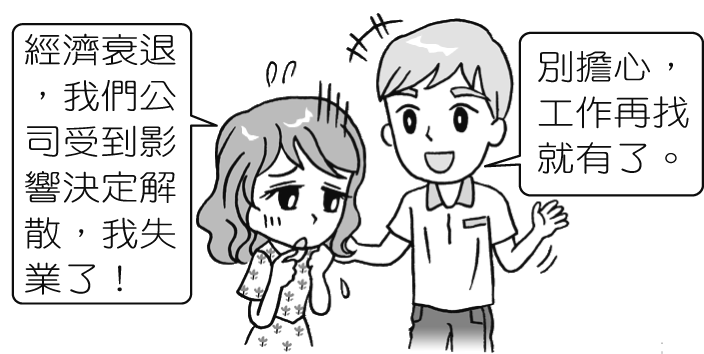 經濟衰退
，我們公
司受到影
響決定解
散，我失
業了！
別擔心，
工作再找
就有了。